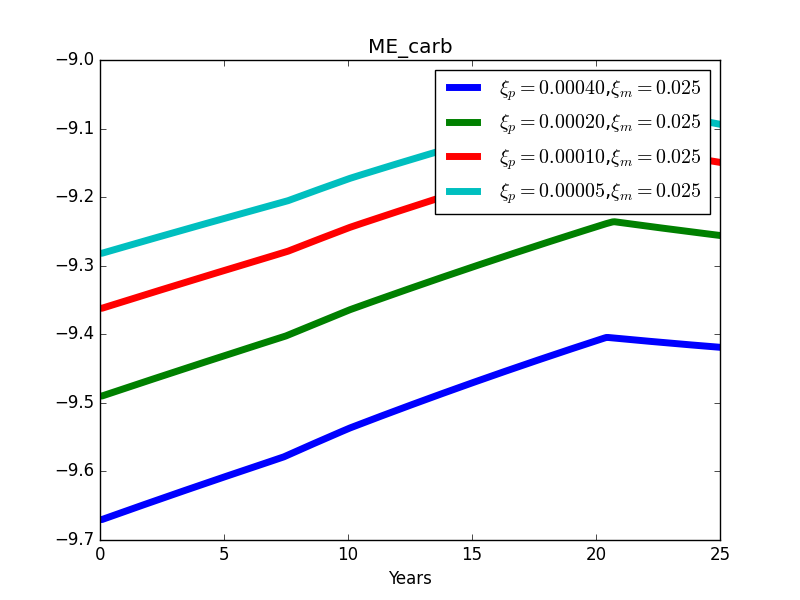 ME_carb
−9.0
−9.1
−9.2
−9.3
−9.4
−9.5
−9.6
−9.7
ξₚ = 0.00040,ξₘ = 0.025
ξₚ = 0.00020,ξₘ = 0.025
ξₚ = 0.00010,ξₘ = 0.025
ξₚ = 0.00005,ξₘ = 0.025
0 5 10 15 20 25
Years